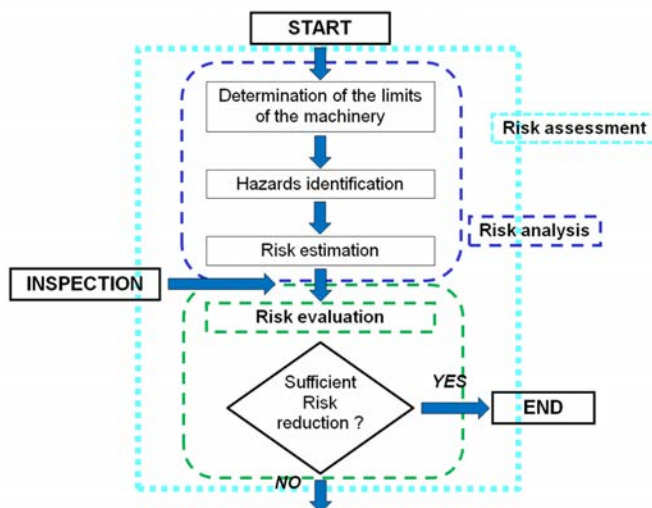 START
Determination of the limits
of the machinery
Risk assessment
Hazards identification
Risk analysis
Risk estimation
INSPECTION
Risk evaluation
Sufficient
Risk
reduction ?
YES
END
NO